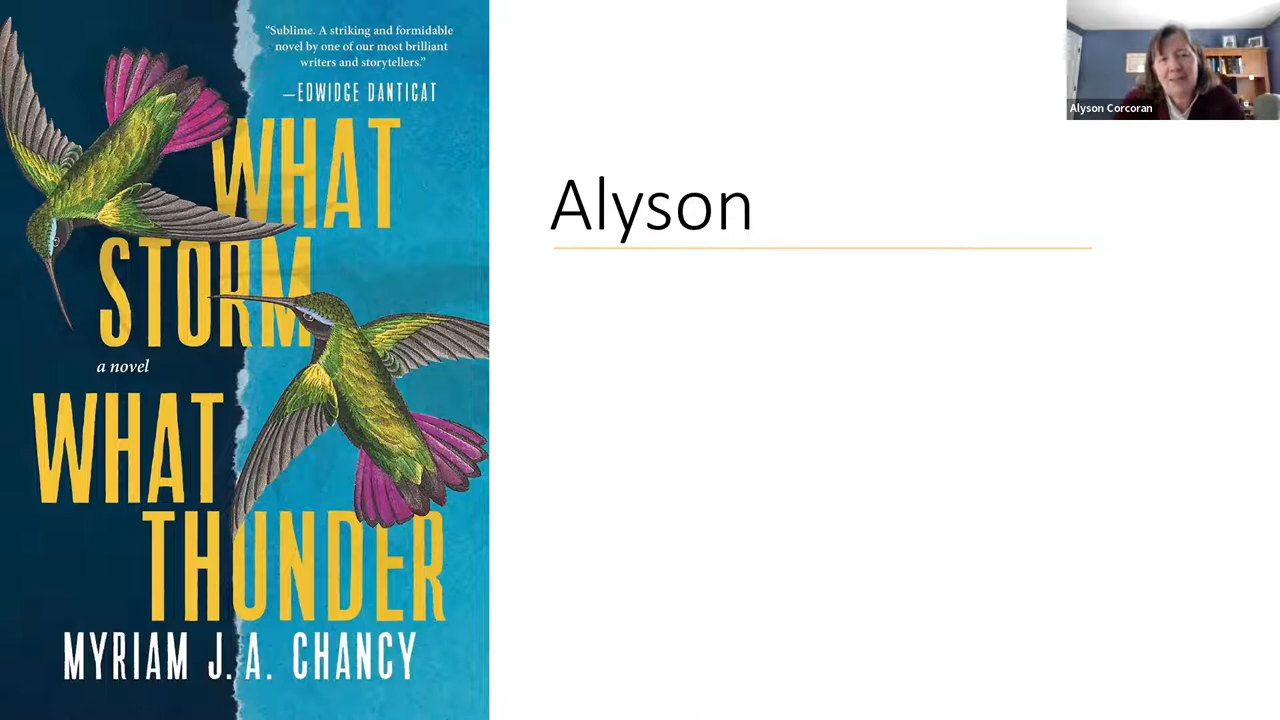 “Sublime. A striking and formidable
novel by one of our most brilliant
writers and storytellers.”
—EDWIDGE DANTICAT
WHAT
STORM
a novel
WHAT
THUNDER
MYRIAM J. A. CHANCY
Alyson
Alyson Corcoran